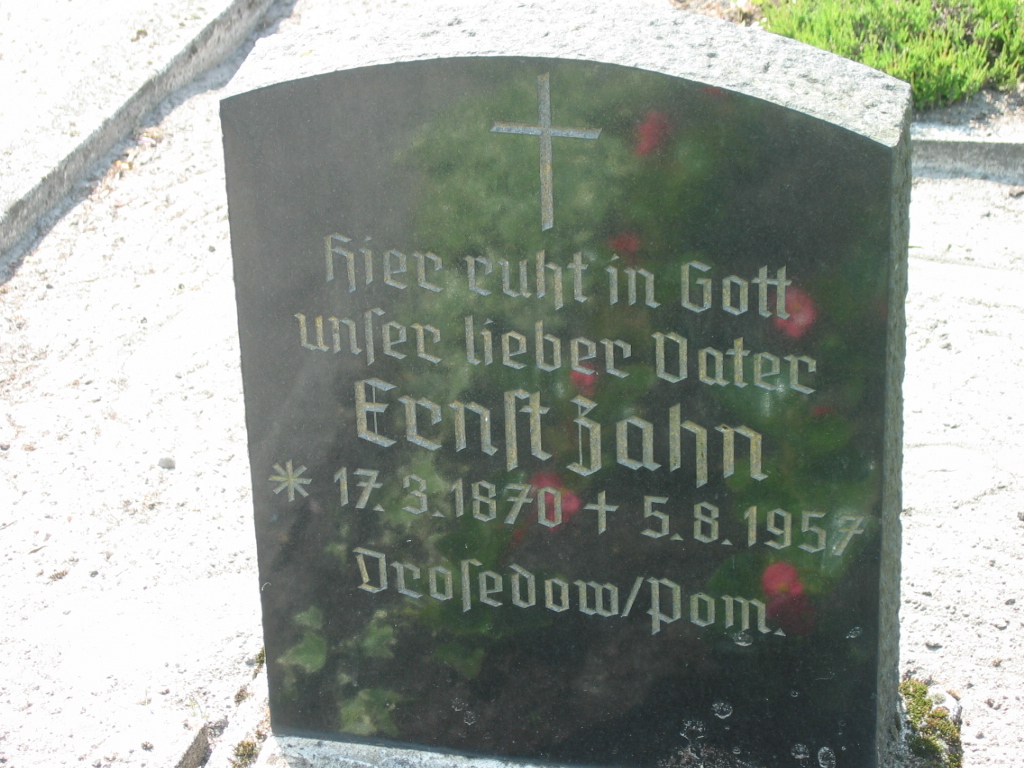 Hier ruht in Gott
unſer lieber Vater
Ernſt Zahn
* 17. 3. 1870 + 5. 8. 1957
Droſedow/Pom.